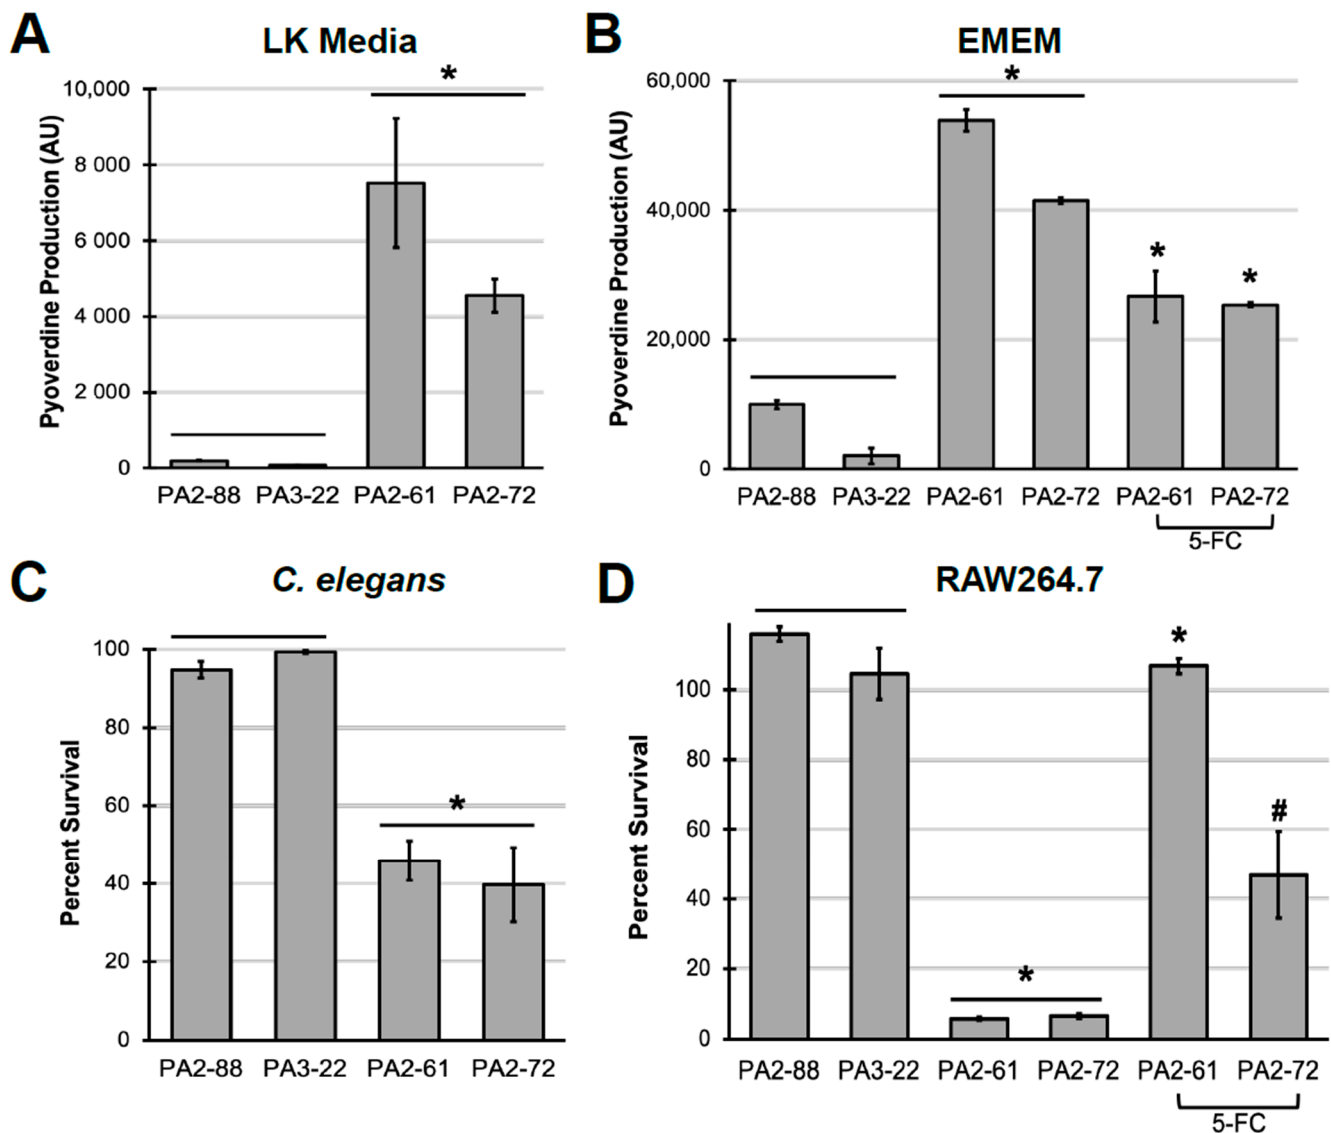 A
LK Media
Pyoverdine Production (AU)
10,000
8 000
6 000
4 000
2 000
0
*
PA2-88 PA3-22 PA2-61 PA2-72
B
EMEM
Pyoverdine Production (AU)
60,000
40,000
20,000
0
*
*
*
PA2-88 PA3-22 PA2-61 PA2-72 PA2-61 PA2-72
5-FC
C
C. elegans
Percent Survival
100
80
60
40
20
0
*
PA2-88 PA3-22 PA2-61 PA2-72
D
RAW264.7
Percent Survival
100
80
60
40
20
0
*
*
#
PA2-88 PA3-22 PA2-61 PA2-72 PA2-61 PA2-72
5-FC